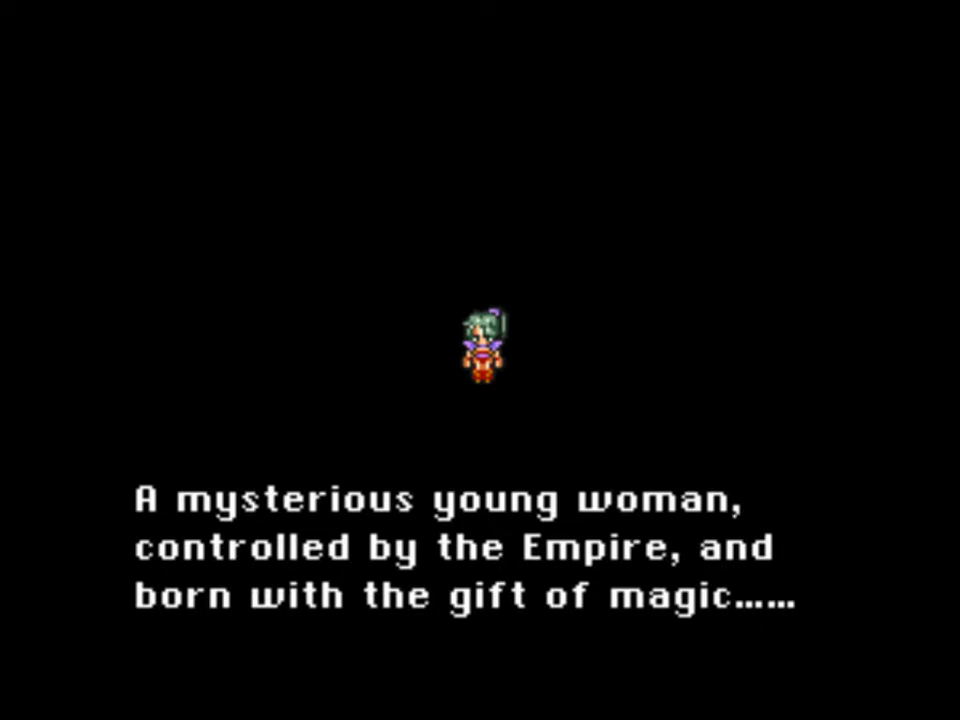 A mysterious young woman,
controlled by the Empire, and
born with the gift of magic……